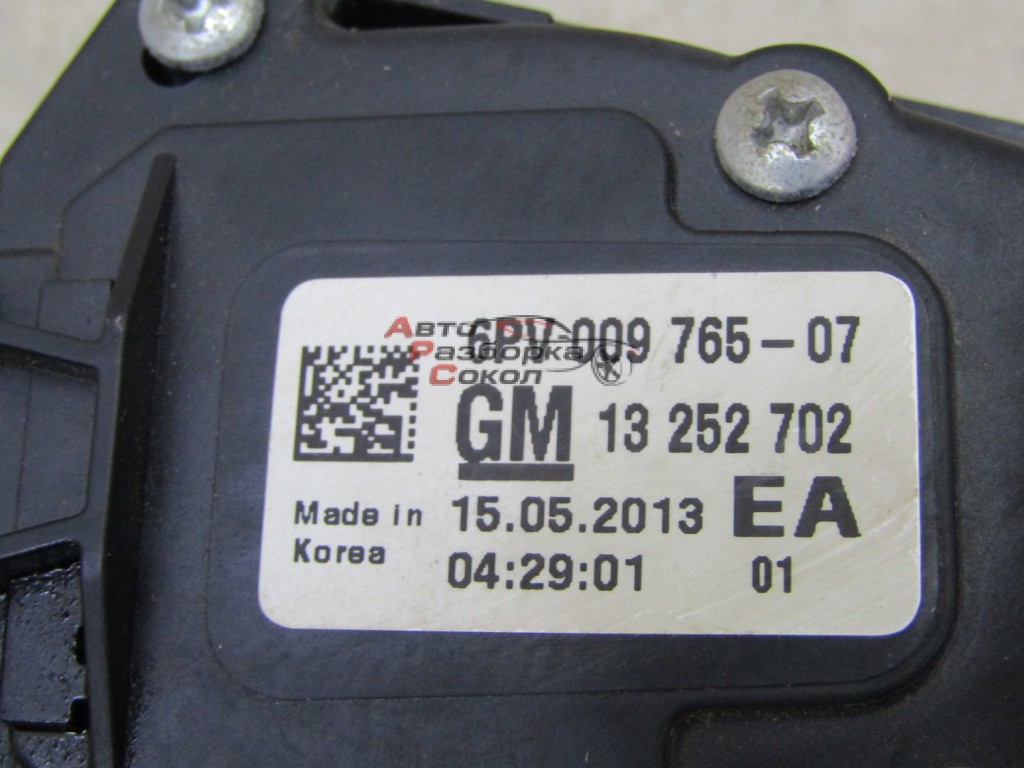 6PV-009 765-07
Авто
Разборка
Сокол
GM 13 252 702
Made in Korea
15.05.2013 EA
04:29:01 01